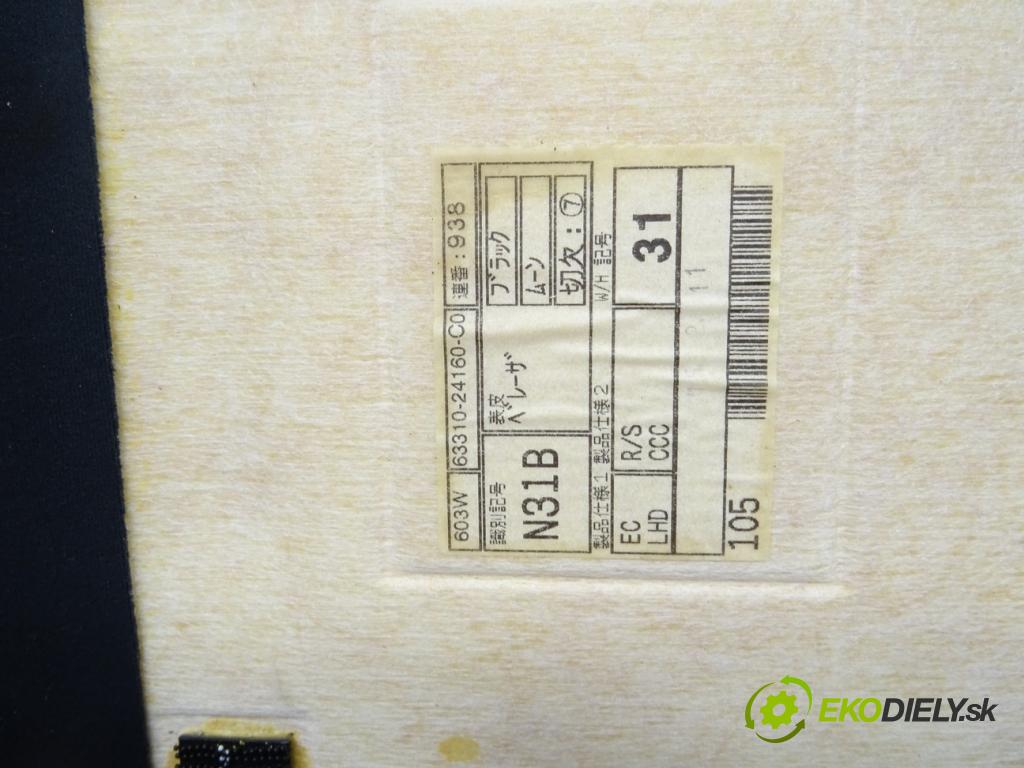 603W 63310-24160-C0 連番:938
識別記号 表皮 ブラック
N31B ペレーザ ムーン
切欠:⑦
製品仕様1 製品仕様2 W/H 記号
EC R/S 31
LHD CCC
105
EKODIELY.sk